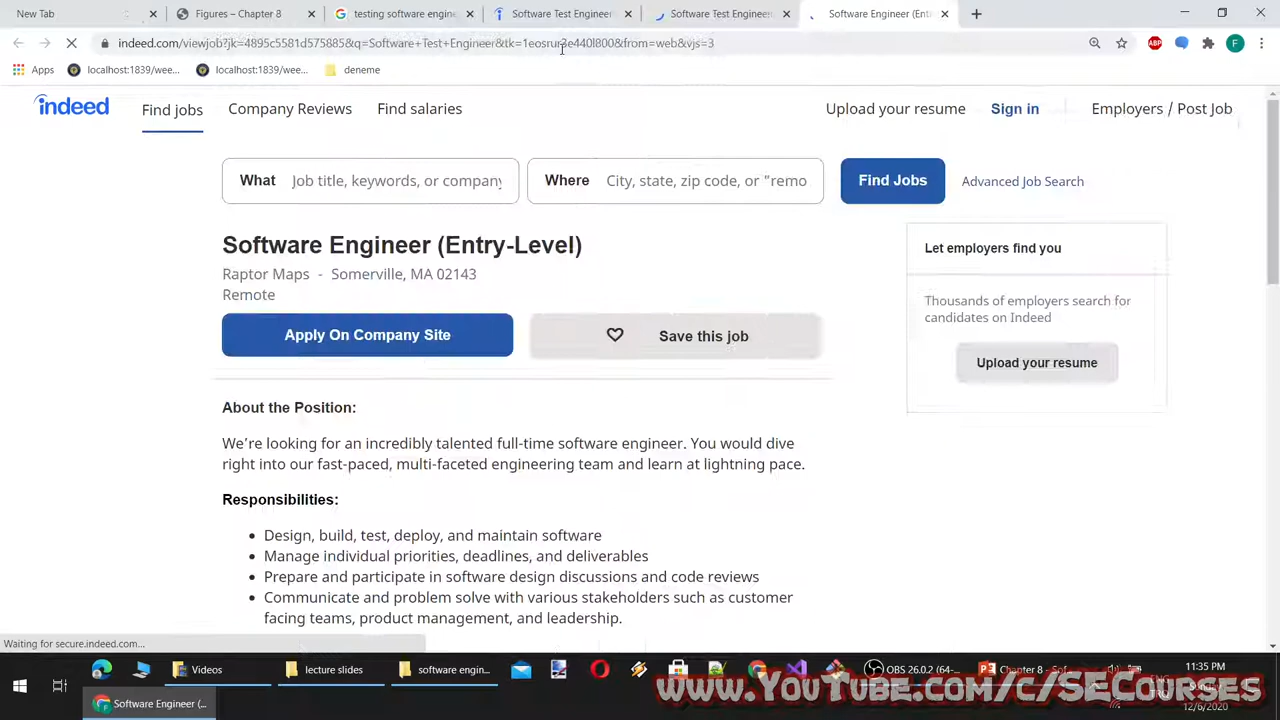 New Tab
Figures – Chapter 8
testing software engine
Software Test Engineer
Software Test Engineer
Software Engineer (Ent
indeed.com/viewjob?jk=4895c5581d575885&q=Software+Test+Engineer&tk=1eosrur3e440l800&from=web&vjs=3
ABP
F
Apps
localhost:1839/wee...
localhost:1839/wee...
deneme
indeed
Find jobs
Company Reviews
Find salaries
Upload your resume
Sign in
Employers / Post Job
What
Job title, keywords, or company
Where
City, state, zip code, or "remo
Find Jobs
Advanced Job Search
Software Engineer (Entry-Level)
Raptor Maps - Somerville, MA 02143
Remote
Apply On Company Site
Save this job
Let employers find you
Thousands of employers search for
candidates on Indeed
Upload your resume
About the Position:
We're looking for an incredibly talented full-time software engineer. You would dive
right into our fast-paced, multi-faceted engineering team and learn at lightning pace.
Responsibilities:
Design, build, test, deploy, and maintain software
Manage individual priorities, deadlines, and deliverables
Prepare and participate in software design discussions and code reviews
Communicate and problem solve with various stakeholders such as customer
facing teams, product management, and leadership.
Waiting for secure.indeed.com...
Videos
lecture slides
software engin...
OBS 26.0.2 (64-...
Chapter 8 - Sof...
11:35 PM
Sunday
12/6/2020
Software Engineer (...
www.YouTube.com/c/SECourses